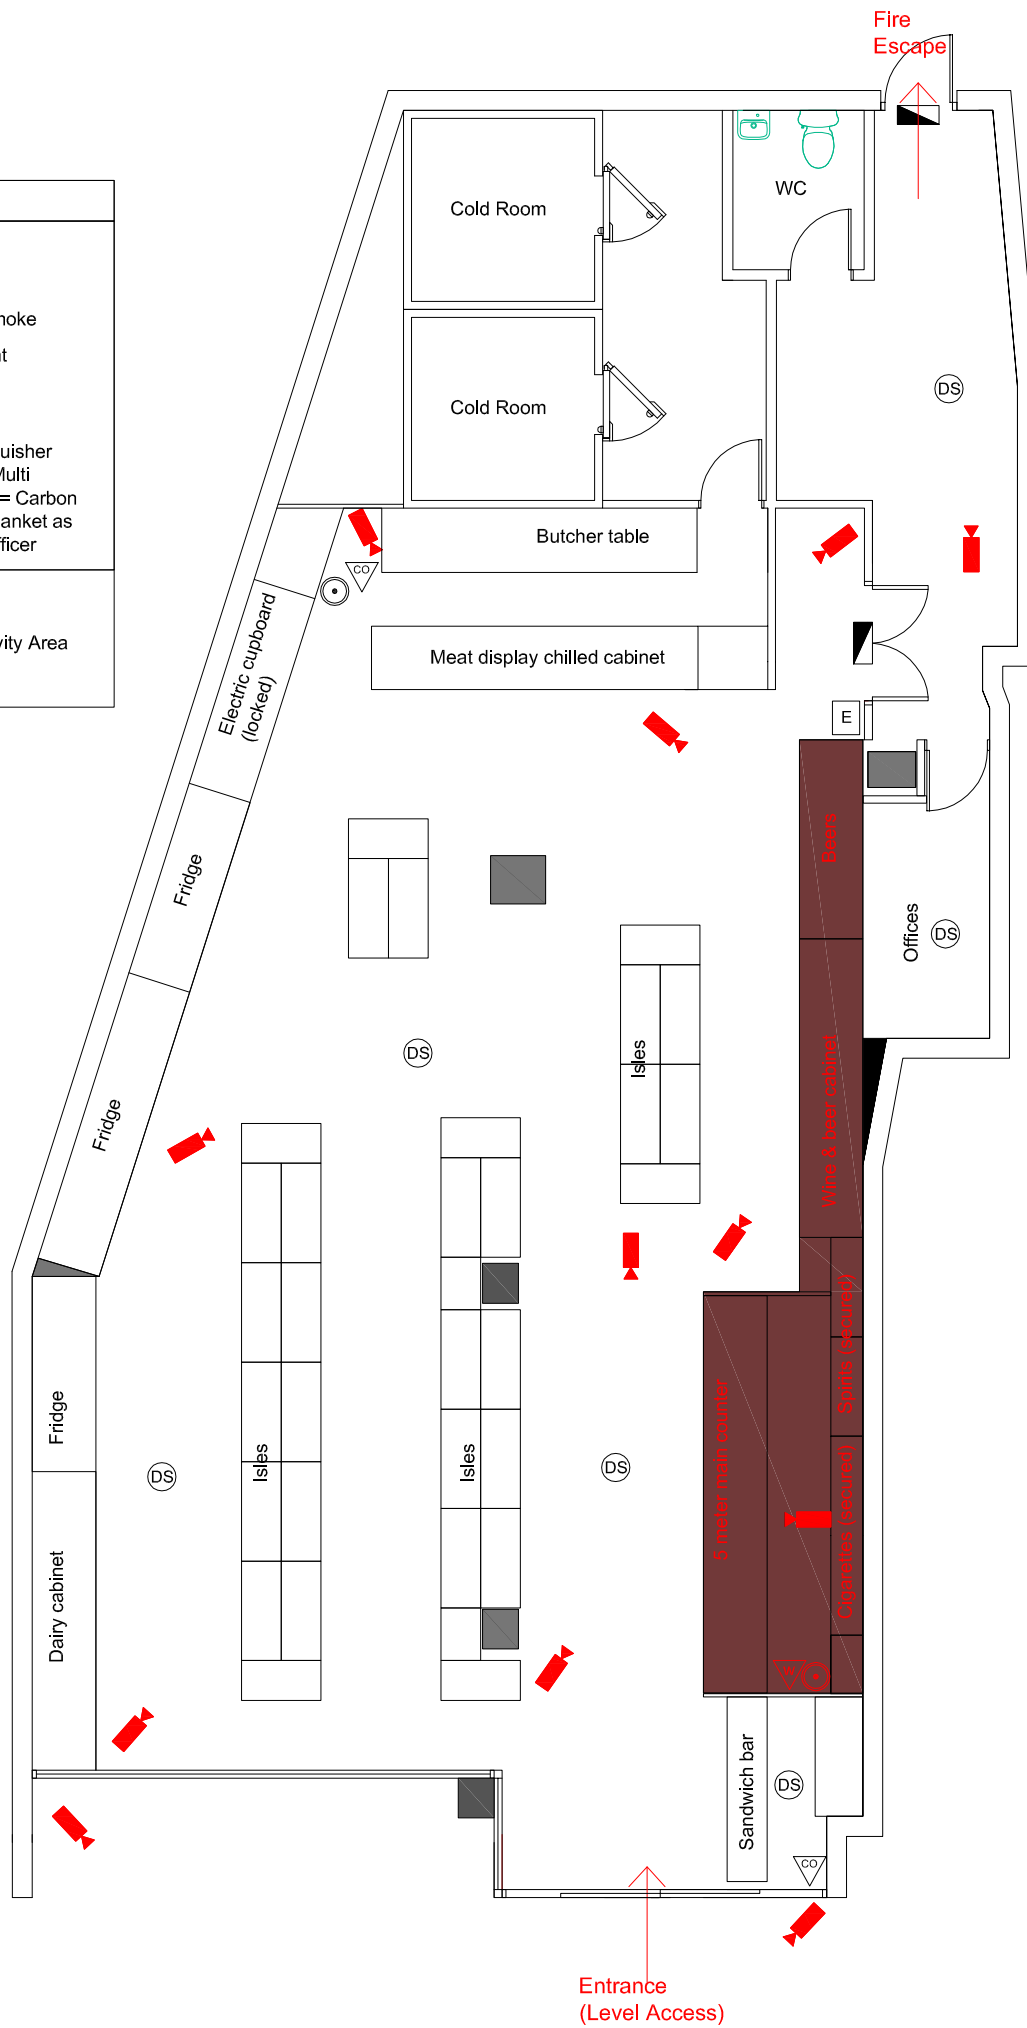 Fire
Escape
WC
Cold Room
noke
nt
DS
Cold Room
uisher
Multi
= Carbon
anket as
fficer
Butcher table
CO
vity Area
Meat display chilled cabinet
Electric cupboard
(locked)
E
Beers
Fridge
Offices
DS
DS
Isles
Wine & beer cabinet
Fridge
Spirits (secured)
5 meter main counter
Fridge
Isles
Isles
DS
DS
Cigarettes (secured)
Dairy cabinet
W
Sandwich bar
DS
CO
Entrance
(Level Access)